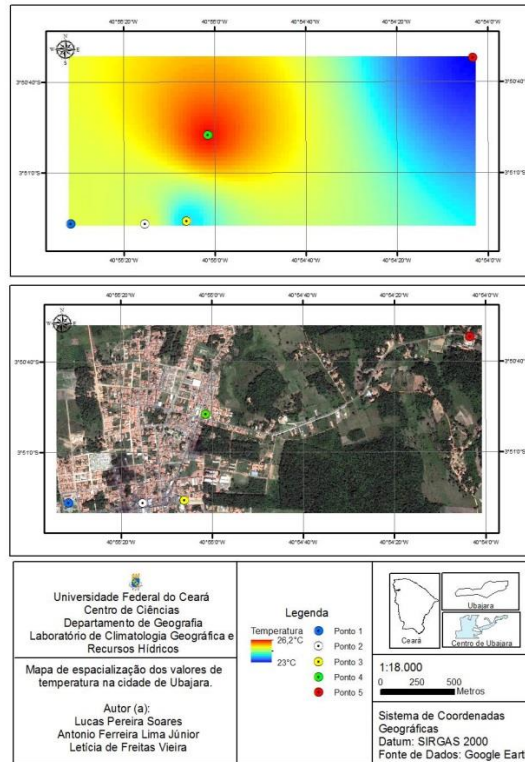 40°55'20"W 40°55'0"W 40°54'40"W 40°54'20"W 40°54'0"W
N
W E
S
3°50'40"S 3°50'40"S
3°51'0"S 3°51'0"S
40°55'20"W 40°55'0"W 40°54'40"W 40°54'20"W 40°54'0"W
40°55'20"W 40°55'0"W 40°54'40"W 40°54'20"W 40°54'0"W
3°50'40"S 3°50'40"S
3°51'0"S 3°51'0"S
40°55'20"W 40°55'0"W 40°54'40"W 40°54'20"W 40°54'0"W
Universidade Federal do Ceará
Centro de Ciências
Departamento de Geografia
Laboratório de Climatologia Geográfica e
Recursos Hídricos
Mapa de espacialização dos valores de
temperatura na cidade de Ubajara.
Autor (a):
Lucas Pereira Soares
Antonio Ferreira Lima Júnior
Letícia de Freitas Vieira
Legenda
Temperatura
26,2°C
23°C
Ponto 1
Ponto 2
Ponto 3
Ponto 4
Ponto 5
Ceará
Ubajara
Centro de Ubajara
1:18.000
0 250 500
Metros
Sistema de Coordenadas
Geográficas
Datum: SIRGAS 2000
Fonte de Dados: Google Eart